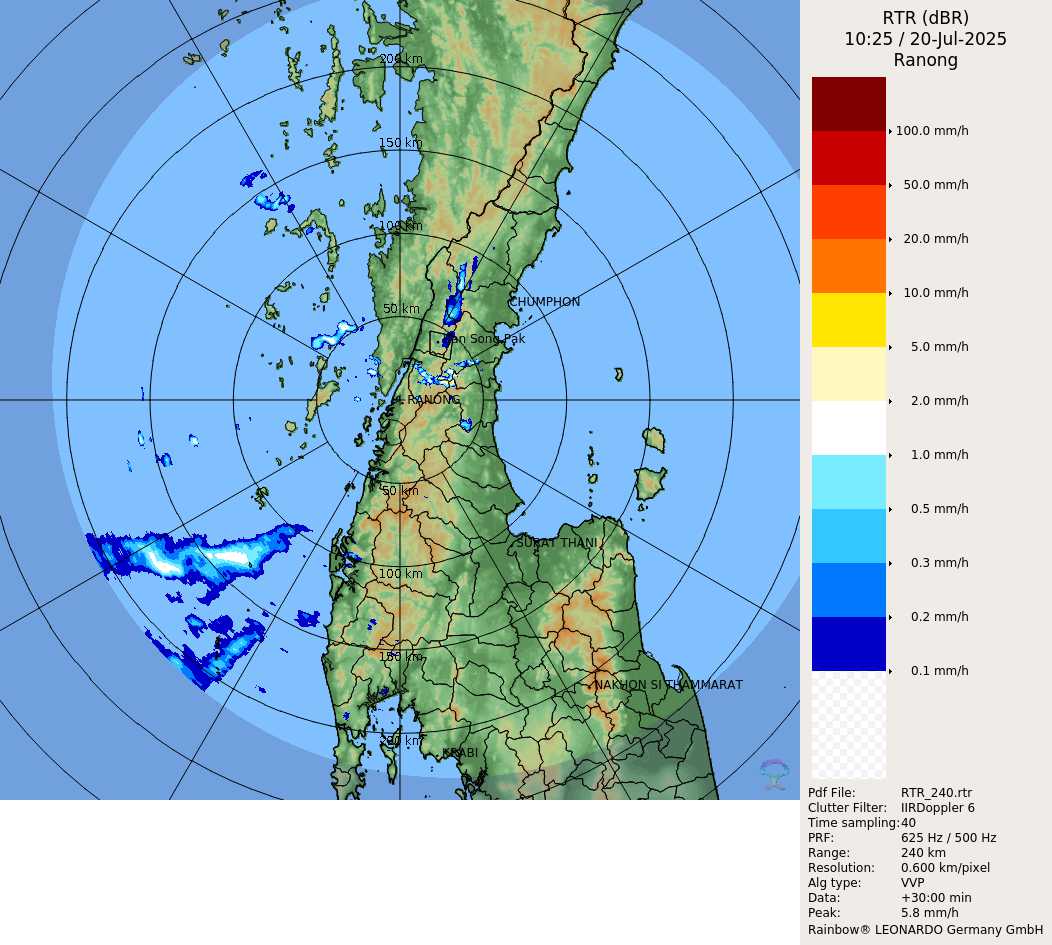 RTR (dBR)
10:25 / 20-Jul-2025
Ranong
200 km
150 km
100 km
50 km
CHUMPHON
an Song Pak
RANONG
50 km
SURAT THANI
100 km
150 km
NAKHON SI THAMMARAT
200 km
KRABI
100.0 mm/h
50.0 mm/h
20.0 mm/h
10.0 mm/h
5.0 mm/h
2.0 mm/h
1.0 mm/h
0.5 mm/h
0.3 mm/h
0.2 mm/h
0.1 mm/h
Pdf File: RTR_240.rtr
Clutter Filter: IIRDoppler 6
Time sampling:40
PRF: 625 Hz / 500 Hz
Range: 240 km
Resolution: 0.600 km/pixel
Alg type: VVP
Data: +30:00 min
Peak: 5.8 mm/h
Rainbow® LEONARDO Germany GmbH